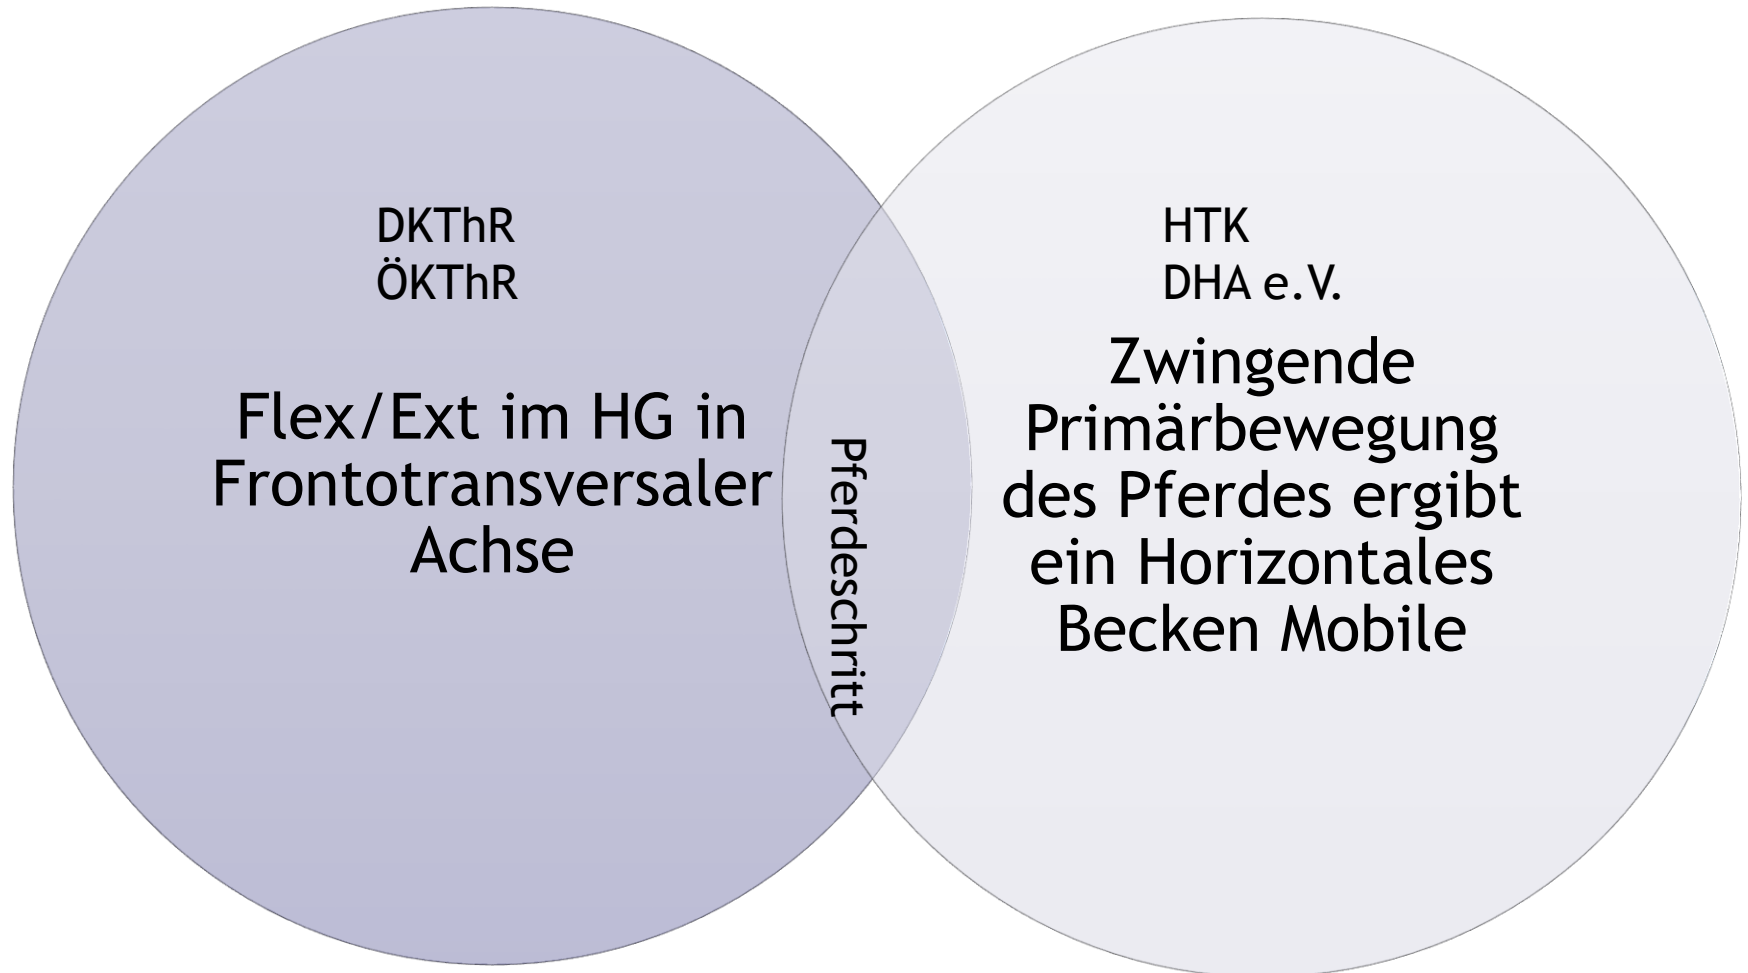 DKThR
ÖKThR
Flex/Ext im HG in
Frontotransversaler
Achse
Pferdeschritt
HTK
DHA e.V.
Zwingende
Primärbewegung
des Pferdes ergibt
ein Horizontales
Becken Mobile